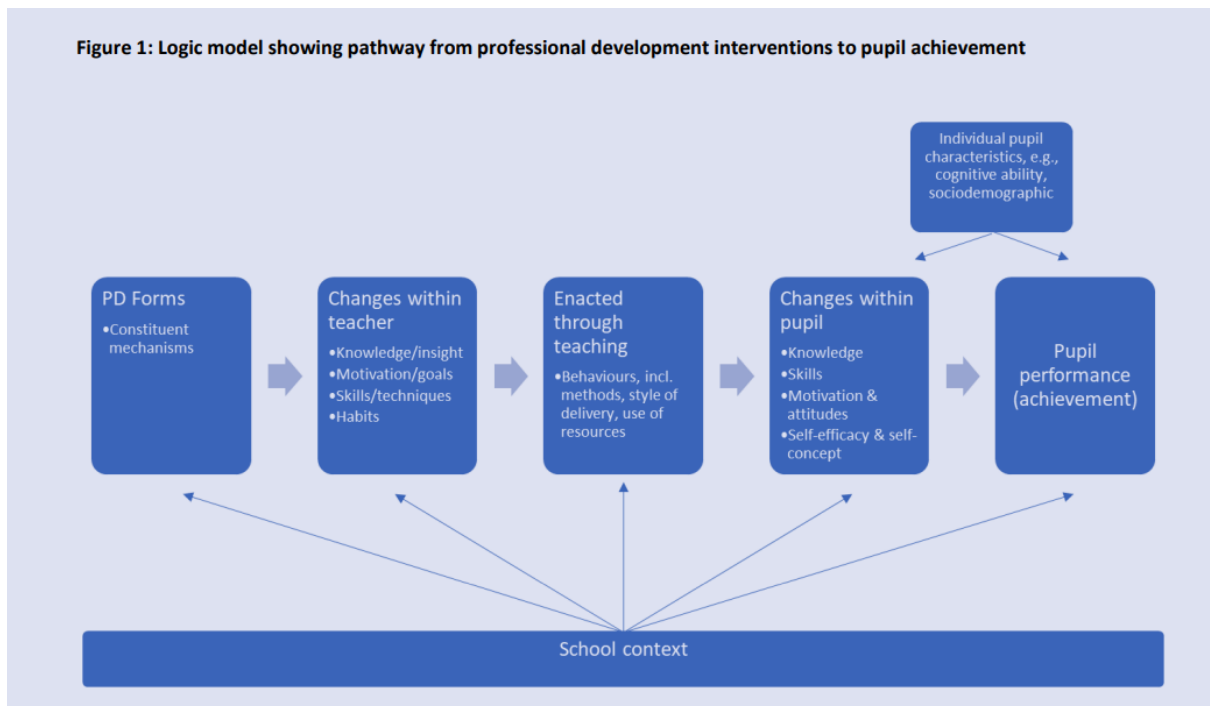 Figure 1: Logic model showing pathway from professional development interventions to pupil achievement
Individual pupil
characteristics, e.g.,
cognitive ability,
sociodemographic
PD Forms
•Constituent
mechanisms
Changes within
teacher
•Knowledge/insight
•Motivation/goals
•Skills/techniques
•Habits
Enacted
through
teaching
•Behaviours, incl.
methods, style of
delivery, use of
resources
Changes within
pupil
•Knowledge
•Skills
•Motivation &
attitudes
•Self-efficacy & self-
concept
Pupil
performance
(achievement)
School context